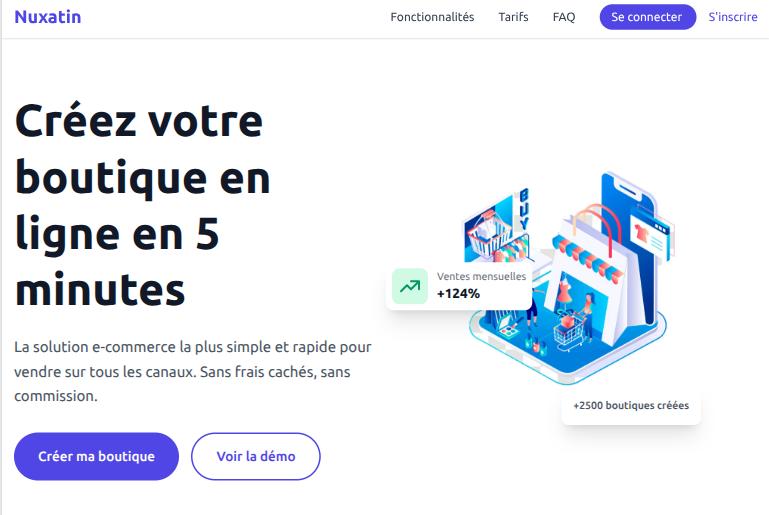 Nuxatin
Fonctionnalités
Tarifs
FAQ
Se connecter
S'inscrire
Créez votre
boutique en
ligne en 5
minutes
La solution e-commerce la plus simple et rapide pour
vendre sur tous les canaux. Sans frais cachés, sans
commission.
Créer ma boutique
Voir la démo
BUY
Ventes mensuelles
+124%
+2500 boutiques créées